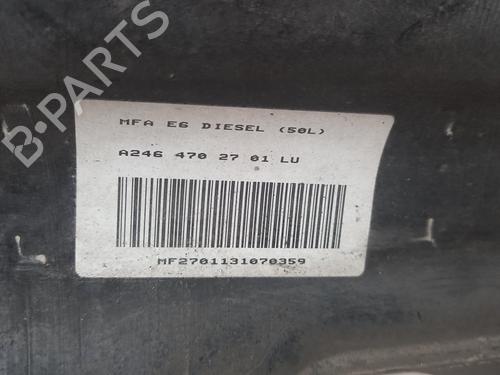 B-PARTS
MFA E6 DIESEL (50L)
A246 470 27 01 LU
MF2701131070359